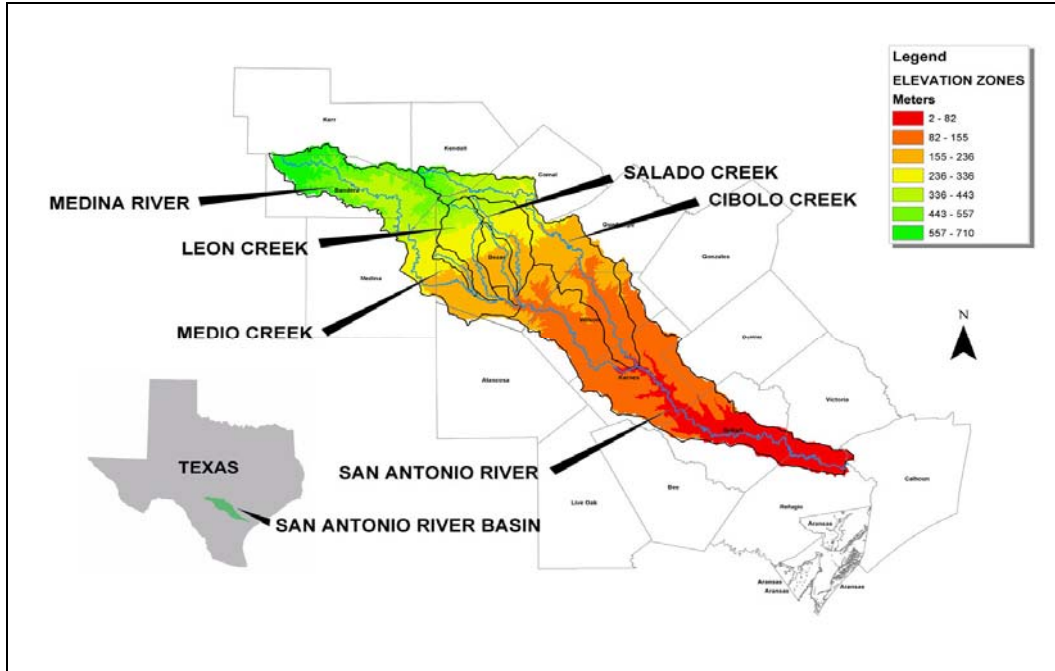 Legend
ELEVATION ZONES
Meters
2 - 82
82 - 155
155 - 236
236 - 336
336 - 443
443 - 557
557 - 710
Kerr
Kendall
Comal
Bandera
SALADO CREEK
CIBOLO CREEK
MEDINA RIVER
LEON CREEK
Guadalupe
Gonzales
Bexar
Medina
MEDIO CREEK
Wilson
N
Atascosa
Karnes
Victoria
Goliad
SAN ANTONIO RIVER
Bee
Calhoun
Live Oak
Refugio
Aransas
Aransas
Aransas
Aransas
TEXAS
SAN ANTONIO RIVER BASIN